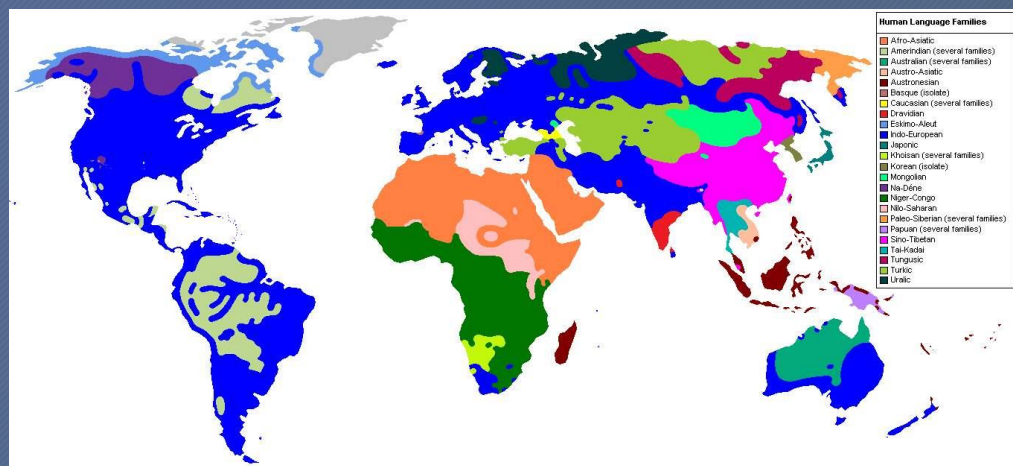 Human Language Families
Afro-Asiatic
Amerindian (several families)
Australian (several families)
Austro-Asiatic
Austronesian
Basque (isolate)
Caucasian (several families)
Dravidian
Eskimo-Aleut
Indo-European
Japonic
Khoisan (several families)
Korean (isolate)
Mongolian
Na-Déne
Niger-Congo
Nilo-Saharan
Paleo-Siberian (several families)
Papuan (several families)
Sino-Tibetan
Tai-Kadai
Tungusic
Turkic
Uralic